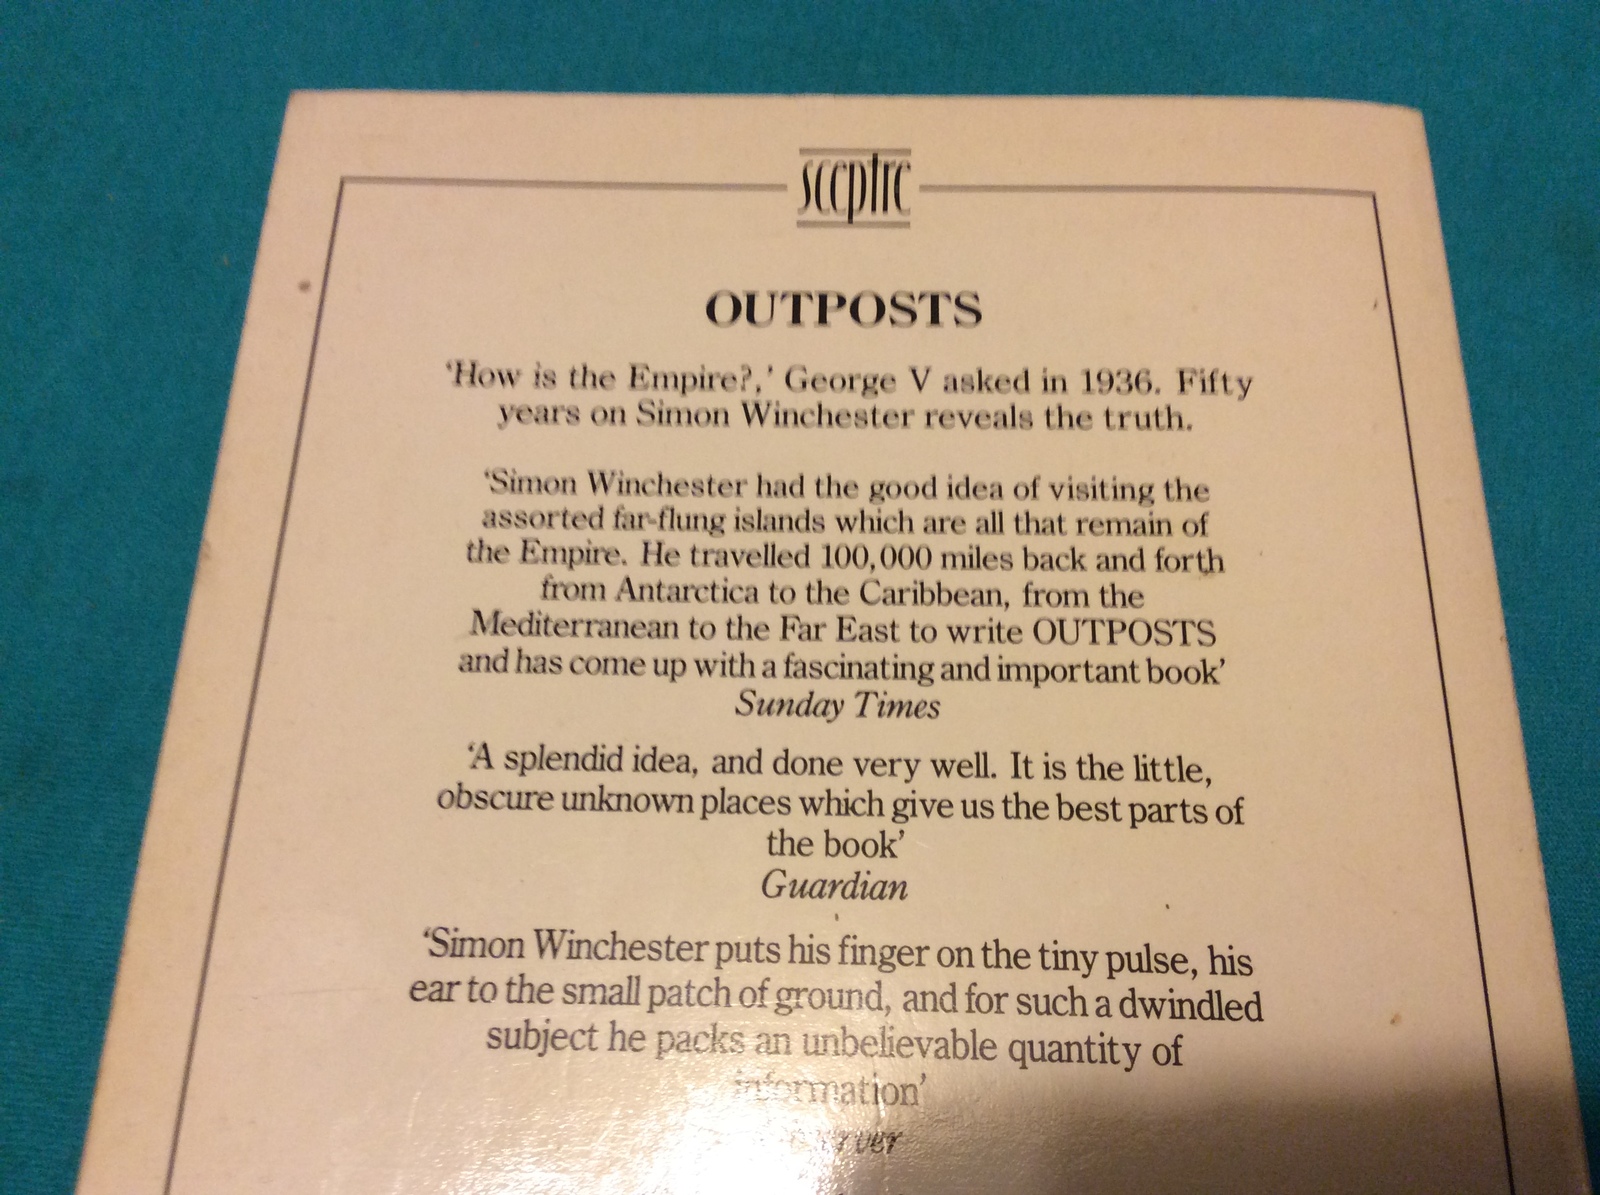 sceptre
OUTPOSTS
‘How is the Empire?,’ George V asked in 1936. Fifty
years on Simon Winchester reveals the truth.
‘Simon Winchester had the good idea of visiting the
assorted far-flung islands which are all that remain of
the Empire. He travelled 100,000 miles back and forth
from Antarctica to the Caribbean, from the
Mediterranean to the Far East to write OUTPOSTS
and has come up with a fascinating and important book’
Sunday Times
‘A splendid idea, and done very well. It is the little,
obscure unknown places which give us the best parts of
the book’
Guardian
‘Simon Winchester puts his finger on the tiny pulse, his
ear to the small patch of ground, and for such a dwindled
subject he packs an unbelievable quantity of
information’